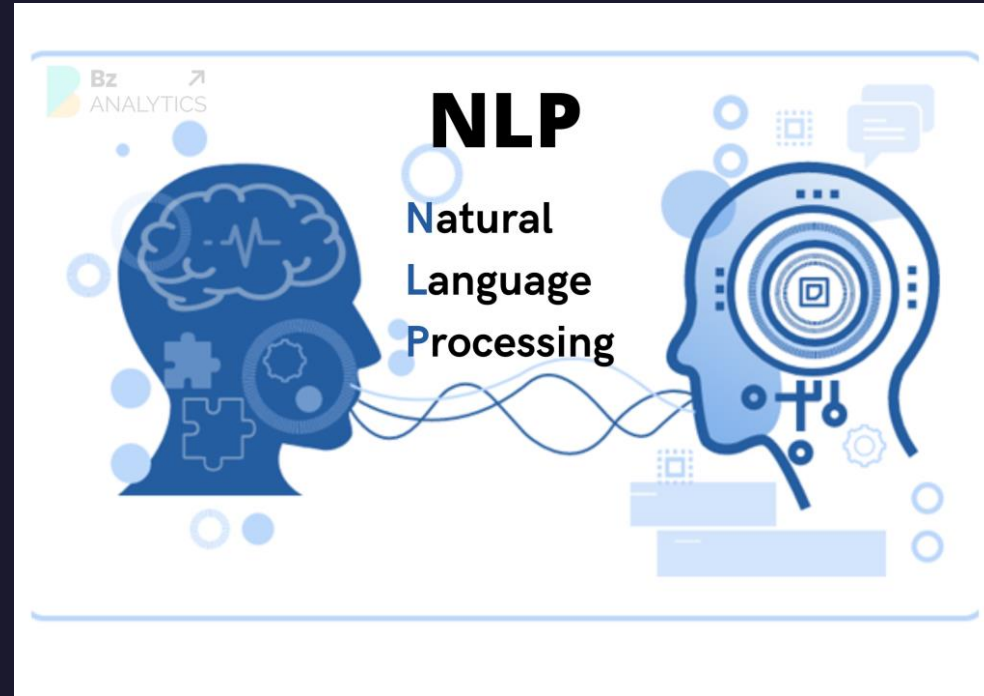 Bz
ANALYTICS
NLP
Natural
Language
Processing